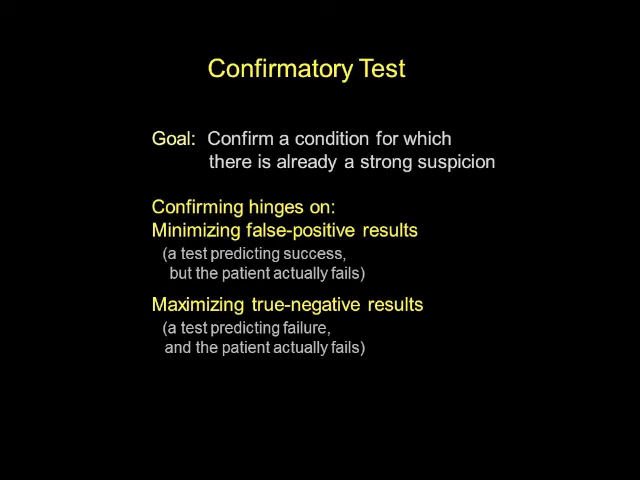 Confirmatory Test
Goal: Confirm a condition for which
there is already a strong suspicion
Confirming hinges on:
Minimizing false-positive results
(a test predicting success,
but the patient actually fails)
Maximizing true-negative results
(a test predicting failure,
and the patient actually fails)